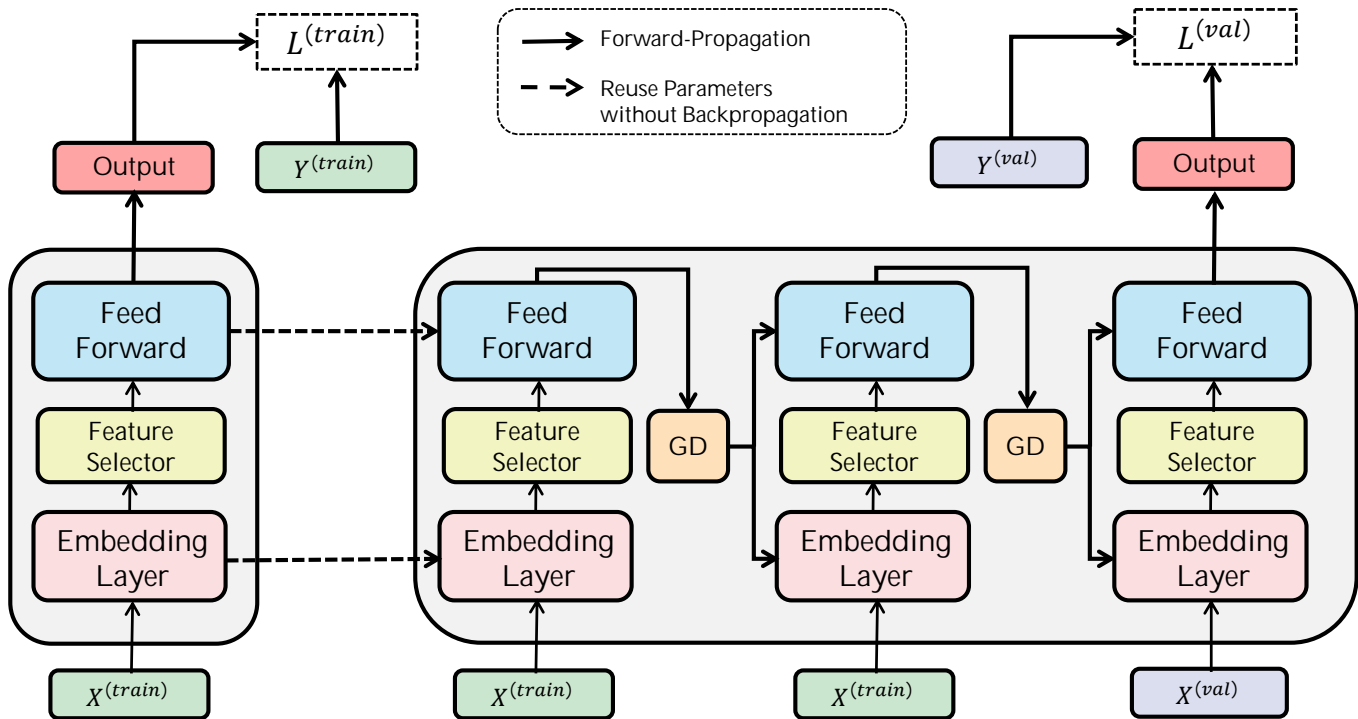 L^(train)
Forward-Propagation
Reuse Parameters
without Backpropagation
L^(val)
Output
Y^(train)
Y^(val)
Output
Feed
Forward
Feed
Forward
Feed
Forward
Feed
Forward
Feature
Selector
Feature
Selector
GD
Feature
Selector
GD
Feature
Selector
Embedding
Layer
Embedding
Layer
Embedding
Layer
Embedding
Layer
X^(train)
X^(train)
X^(train)
X^(val)